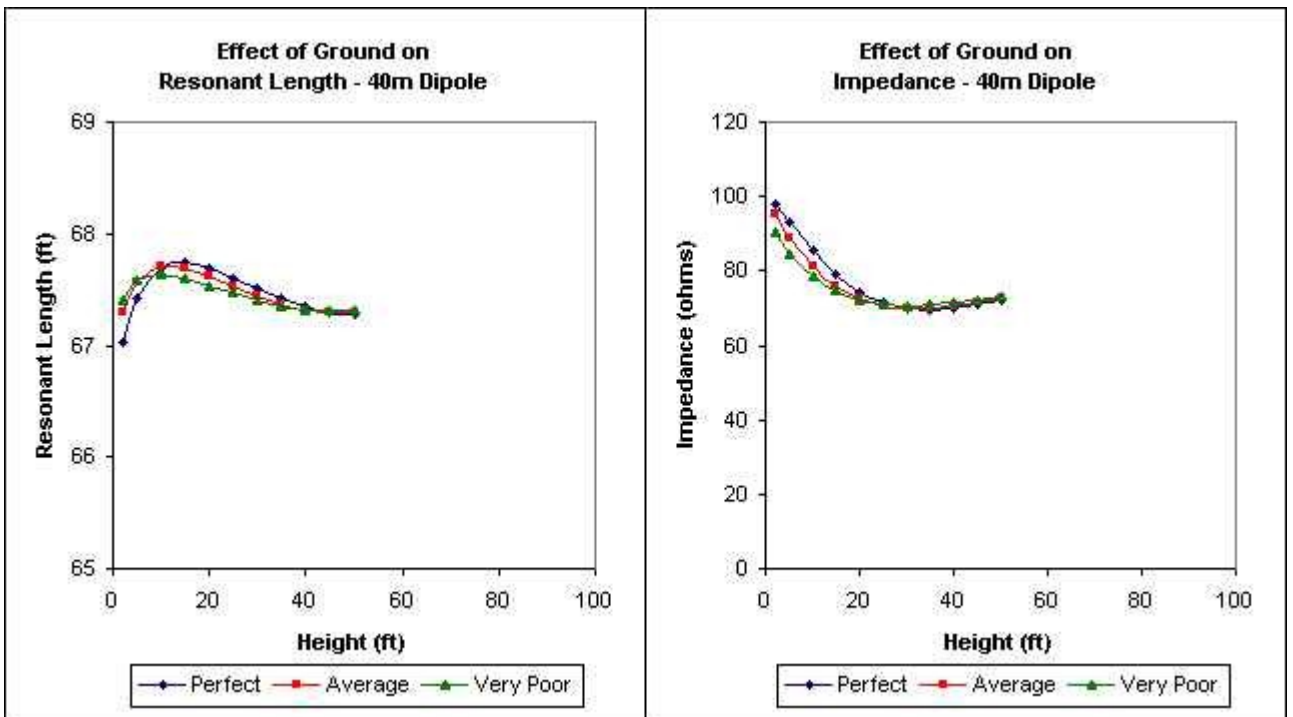 Effect of Ground on
Resonant Length - 40m Dipole
69
68
67
66
65
Resonant Length (ft)
0 20 40 60 80 100
Height (ft)
Perfect Average Very Poor
Effect of Ground on
Impedance - 40m Dipole
120
100
80
60
40
20
0
Impedance (ohms)
0 20 40 60 80 100
Height (ft)
Perfect Average Very Poor